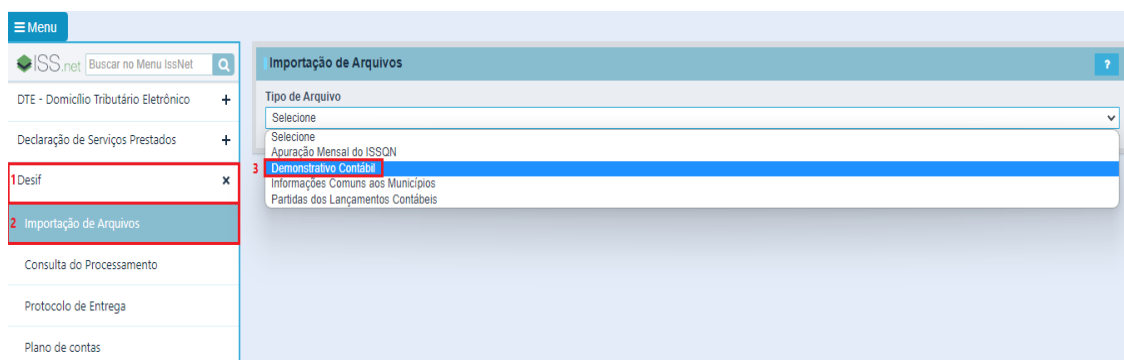 ≡ Menu
ISS.net Buscar no Menu IssNet
DTE - Domicílio Tributário Eletrônico +
Declaração de Serviços Prestados +
1 Desif x
2 Importação de Arquivos
Consulta do Processamento
Protocolo de Entrega
Plano de contas
Importação de Arquivos ?
Tipo de Arquivo
Selecione
Selecione
Apuração Mensal do ISSQN
3 Demonstrativo Contábil
Informações Comuns aos Municípios
Partidas dos Lançamentos Contábeis